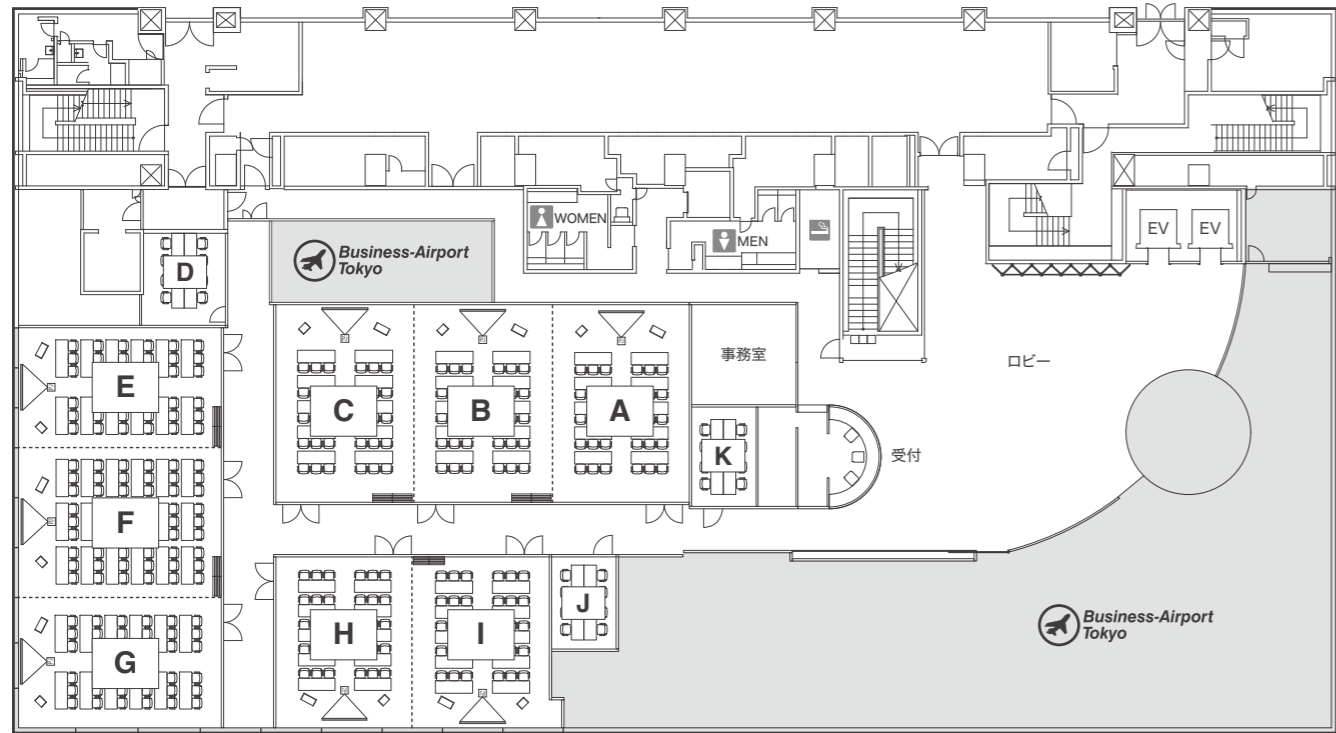 WOMEN
MEN
EV
EV
Business-Airport
Tokyo
D
事務室
ロビー
E
C
B
A
K
受付
F
J
Business-Airport
Tokyo
H
I
G